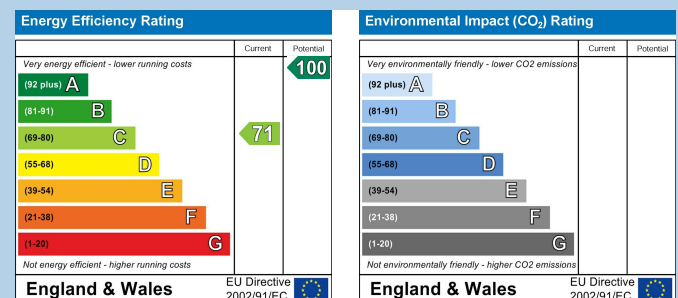 Energy Efficiency Rating
Current Potential
Very energy efficient - lower running costs
100
(92 plus) A
(81-91) B
(69-80) C
71
(55-68) D
(39-54) E
(21-38) F
(1-20) G
Not energy efficient - higher running costs
England & Wales
EU Directive
2002/91/EC
Environmental Impact (CO₂) Rating
Current Potential
Very environmentally friendly - lower CO2 emissions
(92 plus) A
(81-91) B
(69-80) C
(55-68) D
(39-54) E
(21-38) F
(1-20) G
Not environmentally friendly - higher CO2 emissions
England & Wales
EU Directive
2002/91/EC